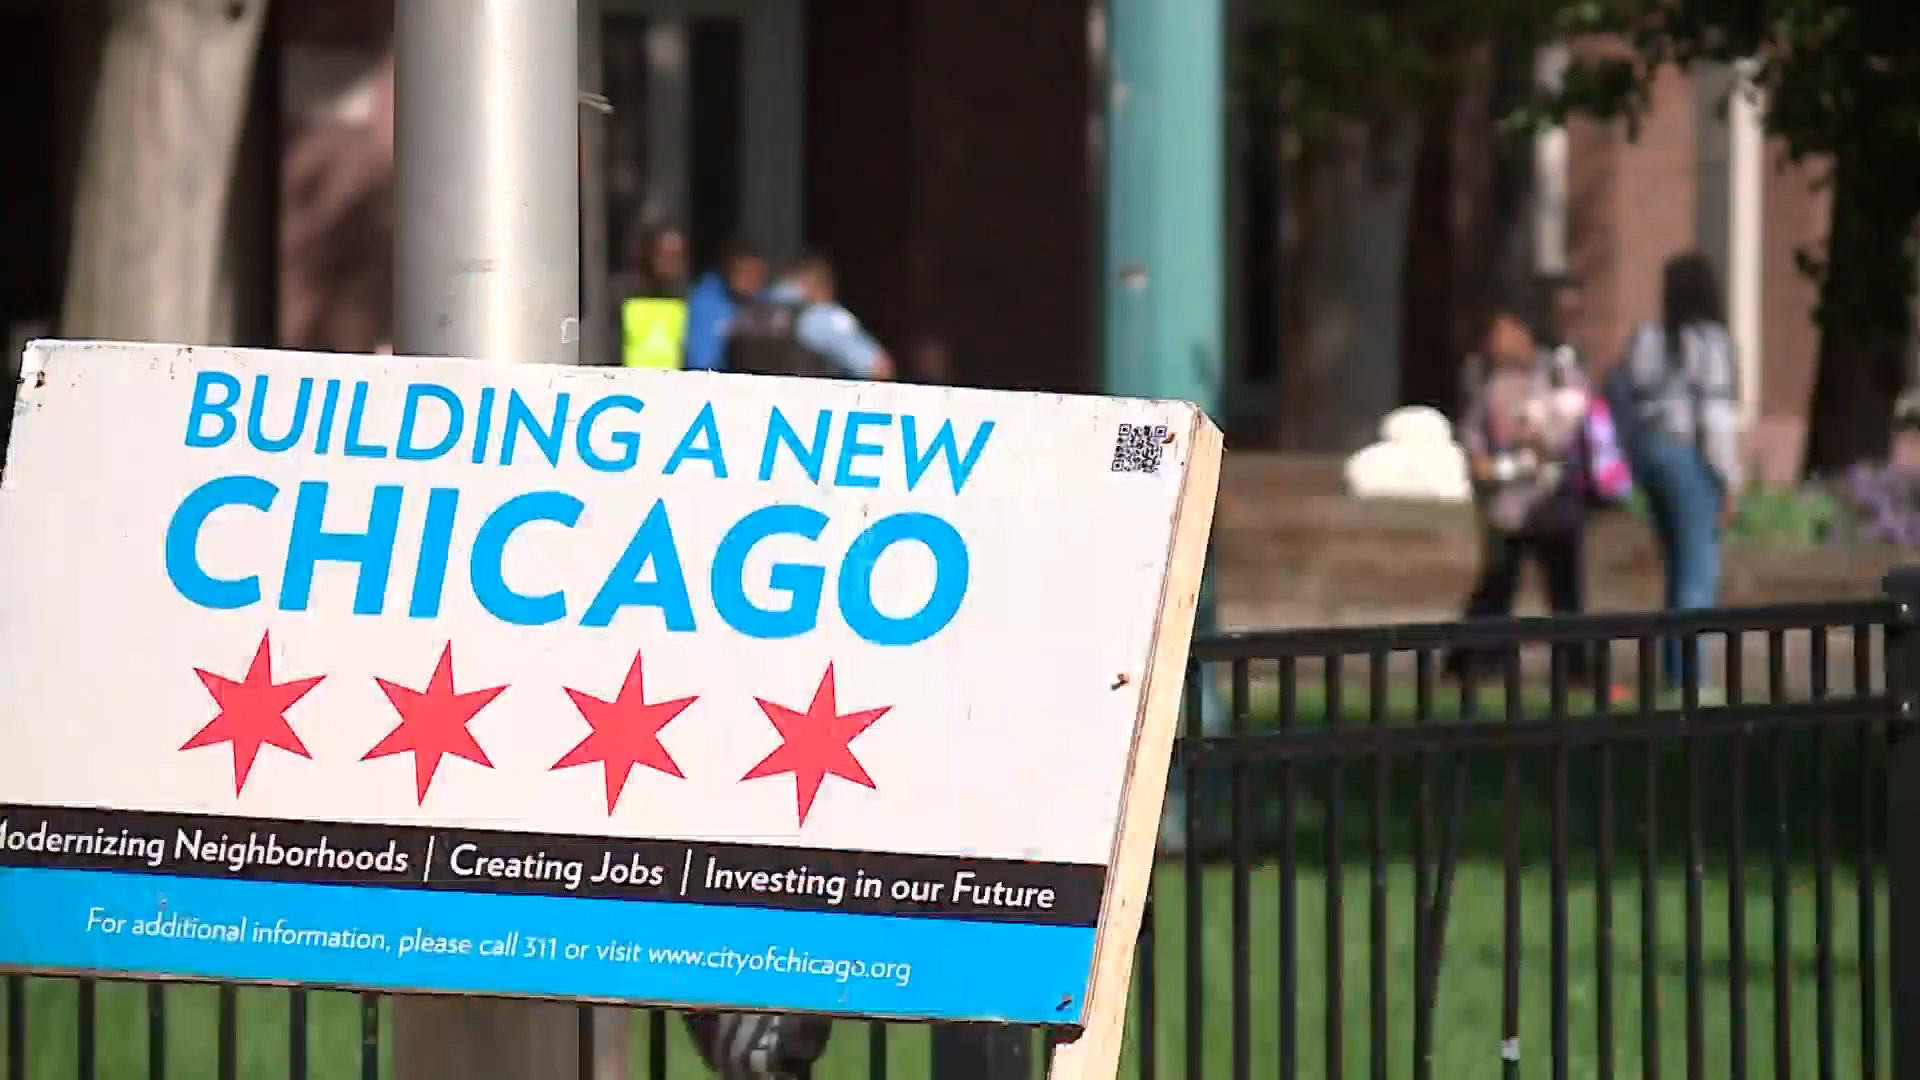 BUILDING A NEW
CHICAGO
odernizing Neighborhoods | Creating Jobs | Investing in our Future
For additional information, please call 311 or visit www.cityofchicago.org